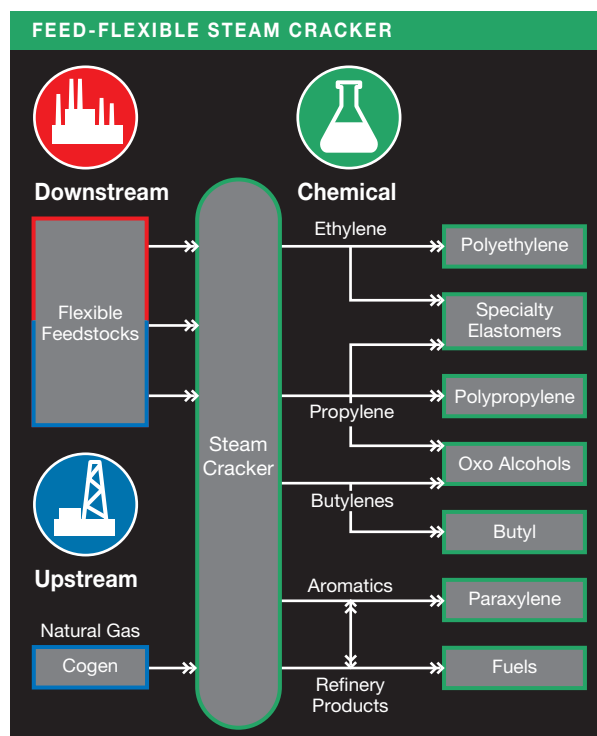 FEED-FLEXIBLE STEAM CRACKER
Downstream
Chemical
Flexible
Feedstocks
Upstream
Natural Gas
Cogen
Steam
Cracker
Ethylene
Propylene
Butylenes
Aromatics
Refinery
Products
Polyethylene
Specialty
Elastomers
Polypropylene
Oxo Alcohols
Butyl
Paraxylene
Fuels